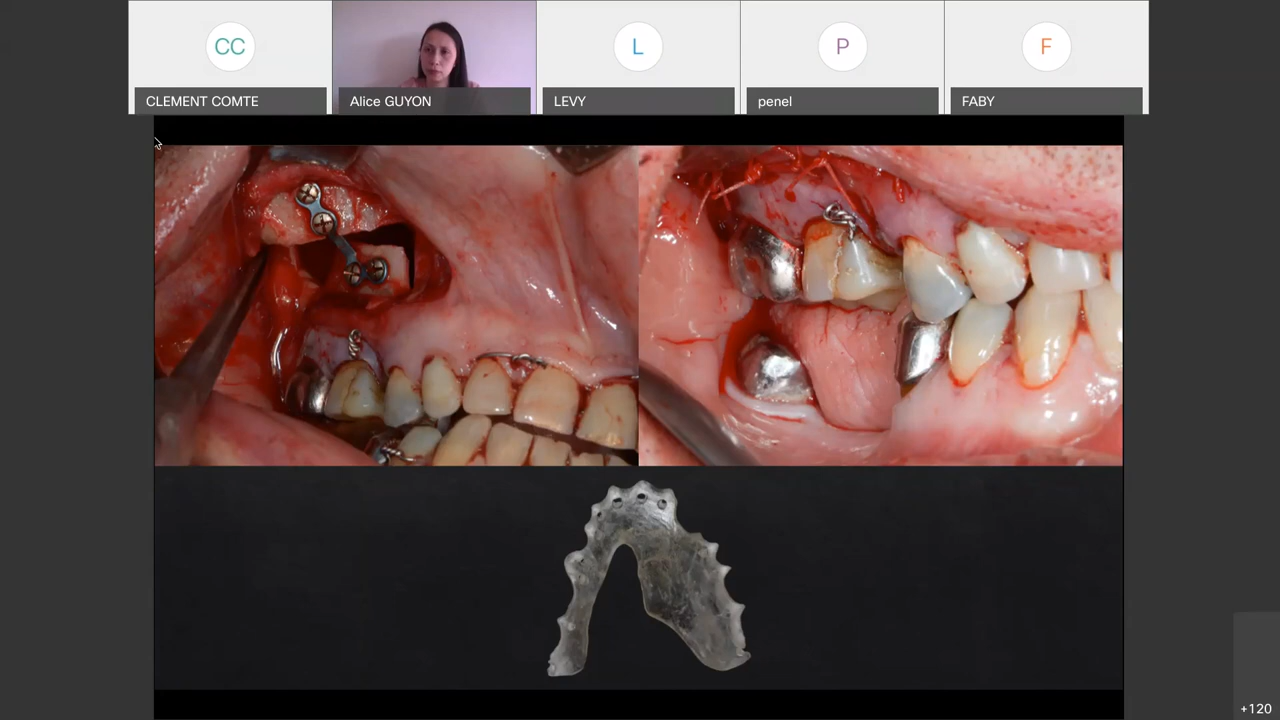 CC
L
P
F
CLEMENT COMTE
Alice GUYON
LEVY
penel
FABY
+120